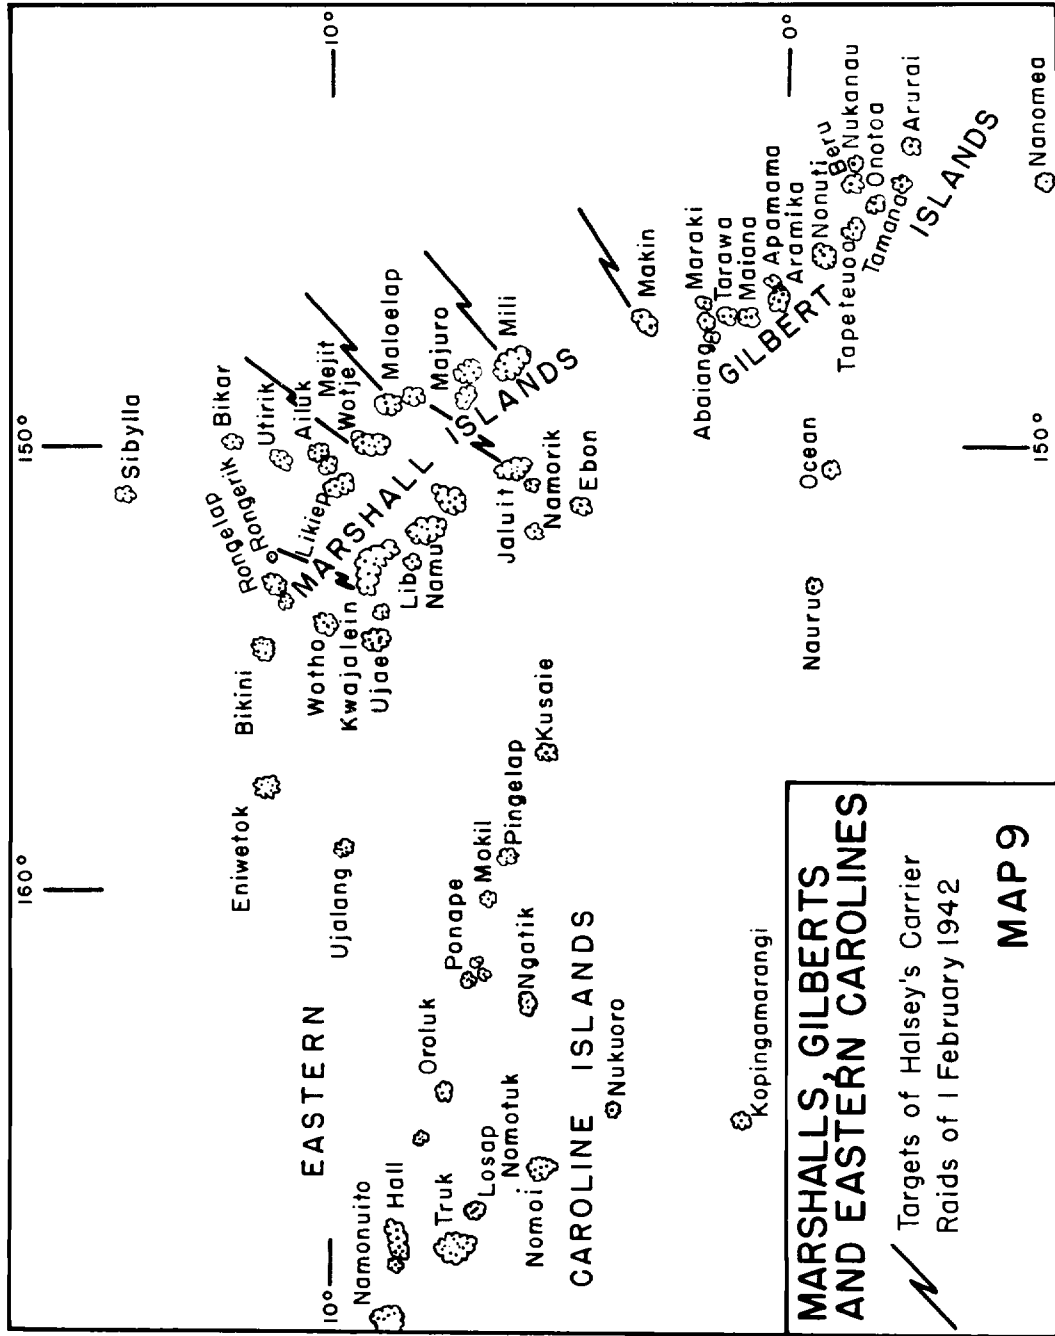 160°
150°
Sibylla
Eniwetok
Bikini
Rongelap
Rongerik
Bikar
Utirik
Ailuk
Mejit
Wotje
Likiep
10°
10°
EASTERN
Ujalang
Wotho
Kwajalein
Ujae
Lib
Namu
MARSHALL
ISLANDS
Maloelap
Majuro
Mili
Namonuito
Hall
Truk
Oroluk
Ponape
Mokil
Pingelap
Kusaie
Losap
Nomotuk
Nomoi
Ngatik
Jaluit
Namorik
Ebon
CAROLINE ISLANDS
Nukuoro
Makin
Abaiang
Maraki
Tarawa
Maiana
Apamama
Aramika
GILBERT
ISLANDS
Kopingamarangi
Nauru
Ocean
0°
Nonuti
Beru
Nukanau
Onotoa
Tapeteuoa
Tamana
Arurai
Nanomea
150°
MARSHALLS, GILBERTS
AND EASTERN CAROLINES
Targets of Halsey's Carrier
Raids of 1 February 1942
MAP 9